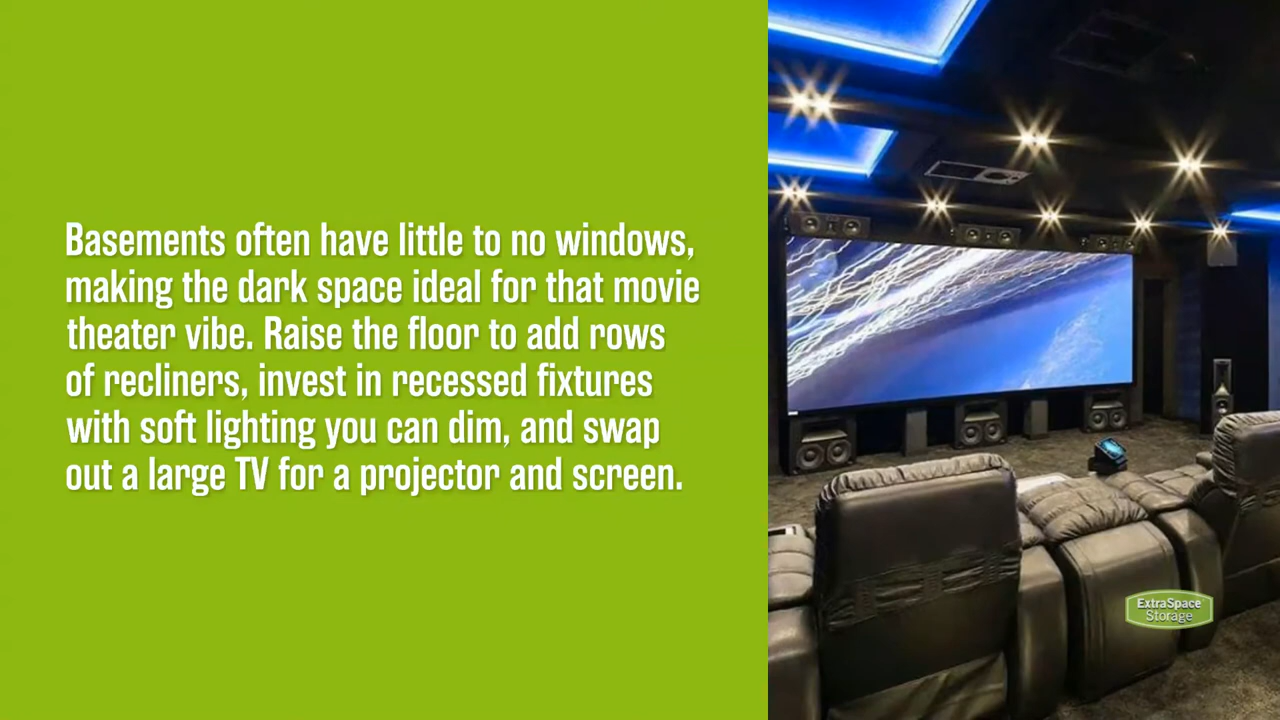 Basements often have little to no windows,
making the dark space ideal for that movie
theater vibe. Raise the floor to add rows
of recliners, invest in recessed fixtures
with soft lighting you can dim, and swap
out a large TV for a projector and screen.
ExtraSpace
Storage